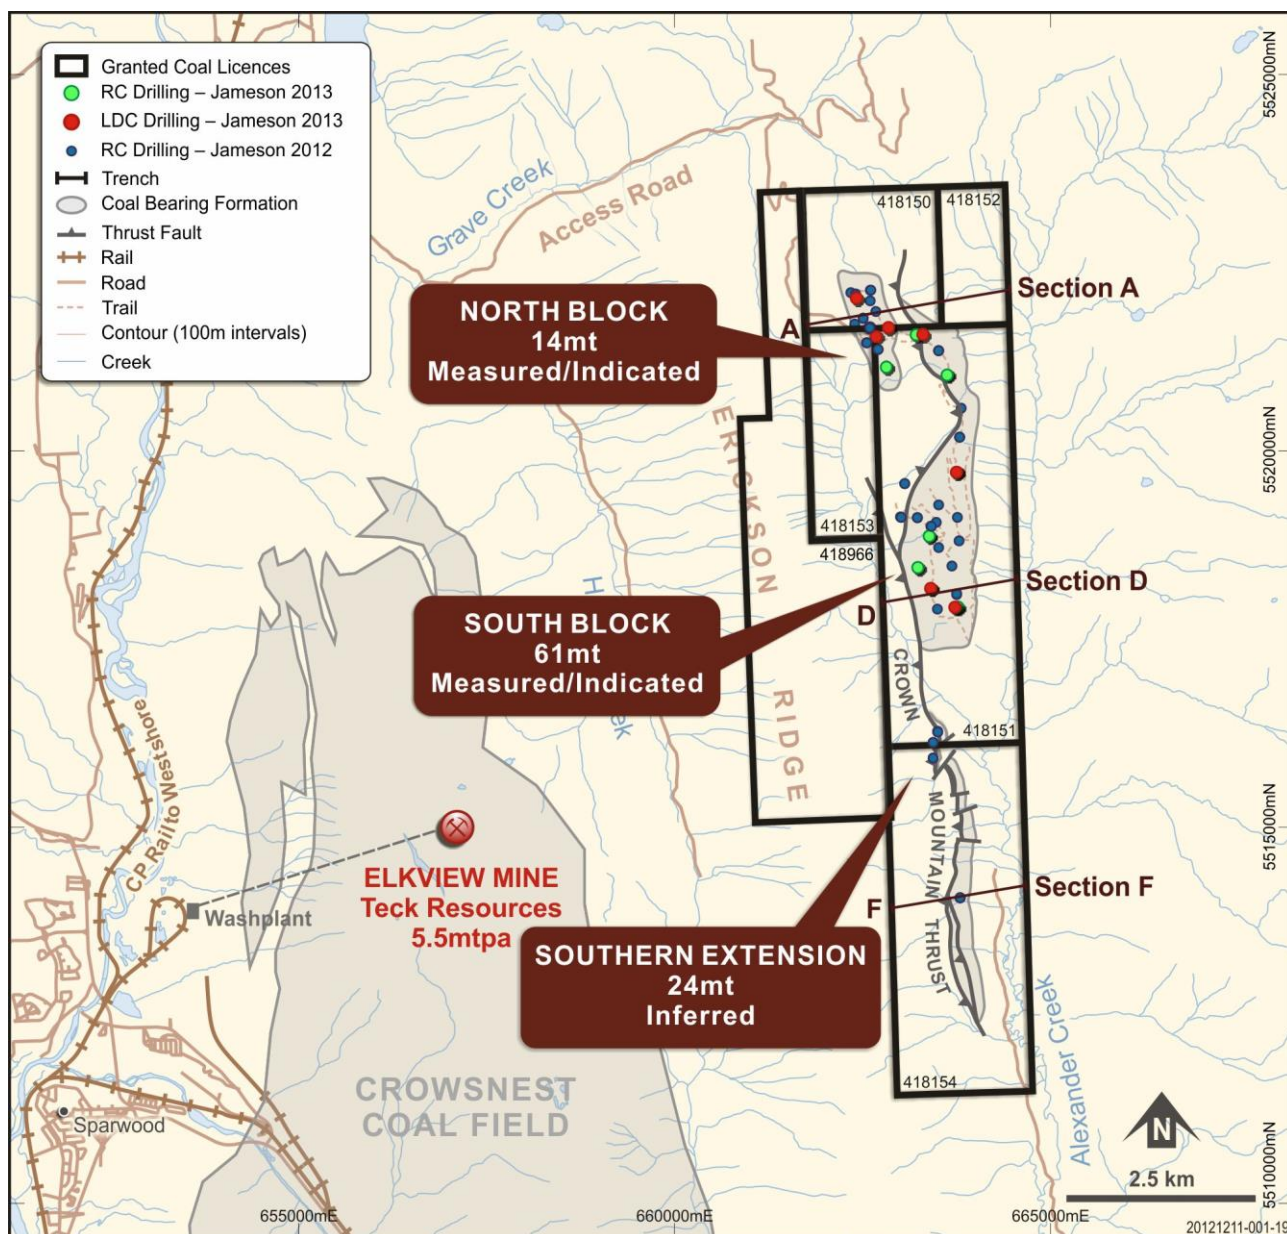 Granted Coal Licences
RC Drilling – Jameson 2013
LDC Drilling – Jameson 2013
RC Drilling – Jameson 2012
Trench
Coal Bearing Formation
Thrust Fault
Rail
Road
Trail
Contour (100m intervals)
Creek
Grave Creek
Access Road
5525000mN
418150
418152
Section A
A
NORTH BLOCK
14mt
Measured/Indicated
ERICKSON
RIDGE
5520000mN
418153
418966
Section D
D
SOUTH BLOCK
61mt
Measured/Indicated
CROWN
MOUNTAIN
THRUST
418151
CP Rail to Westshore
5515000mN
ELKVIEW MINE
Teck Resources
5.5mtpa
Washplant
Section F
F
SOUTHERN EXTENSION
24mt
Inferred
Alexander Creek
418154
CROWSNEST
COAL FIELD
Sparwood
N
2.5 km
5510000mN
655000mE
660000mE
665000mE
20121211-001-19